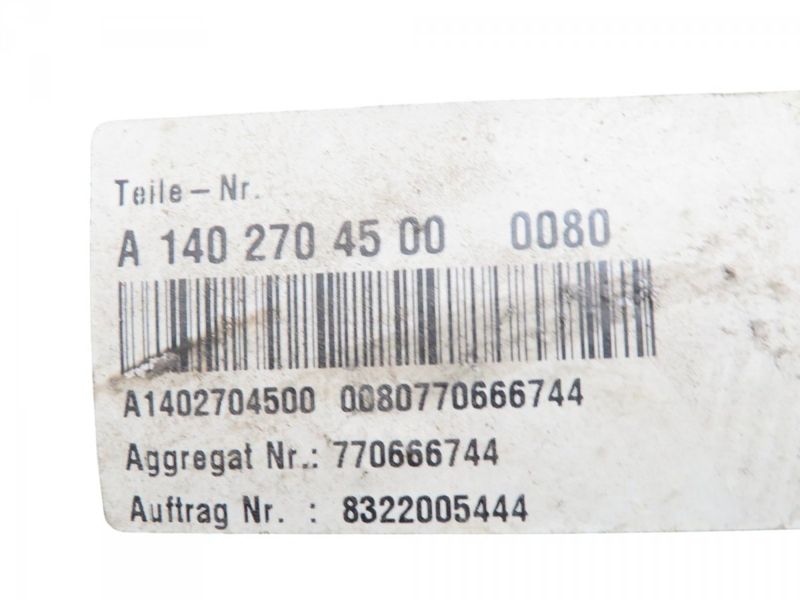 Teile-Nr.
A 140 270 45 00 0080
A1402704500 0080770666744
Aggregat Nr.: 770666744
Auftrag Nr. : 8322005444